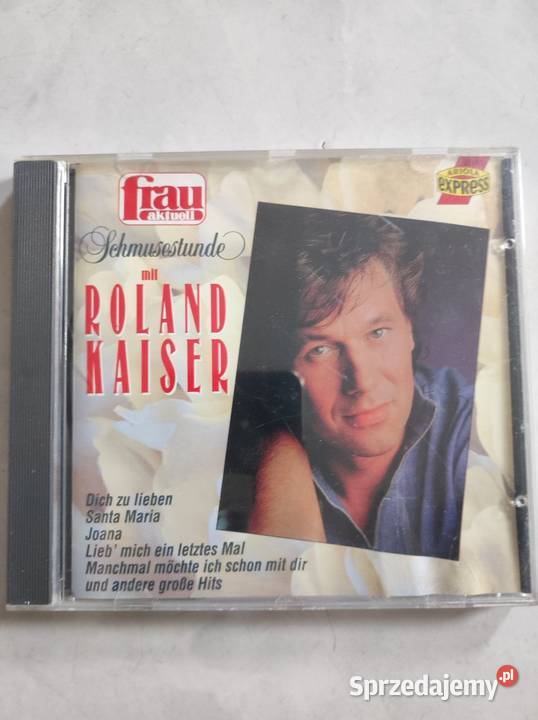 frau
aktuell
ARIOLA
EXPRESS
Schmusestunde
mit
ROLAND
KAISER
Dich zu lieben
Santa Maria
Joana
Lieb' mich ein letztes Mal
Manchmal möchte ich schon mit dir
und andere große Hits
Sprzedajemy.pl